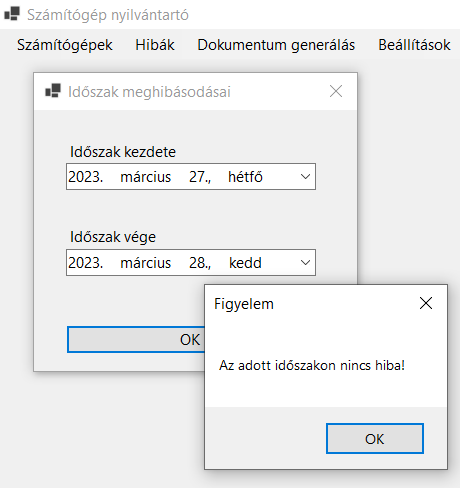 Számítógép nyilvántartó
Számítógépek Hibák Dokumentum generálás Beállítások
Időszak meghibásodásai
Időszak kezdete
2023. március 27., hétfő
Időszak vége
2023. március 28., kedd
OK
Figyelem
Az adott időszakon nincs hiba!
OK